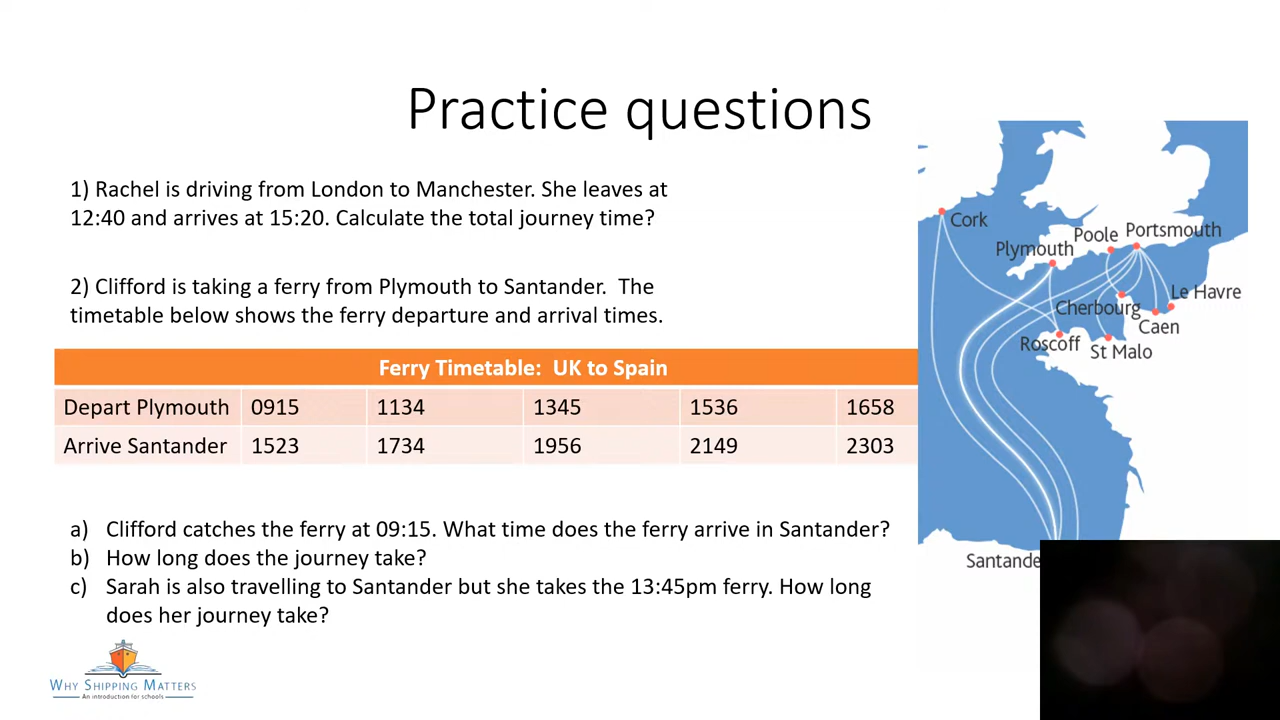 Practice questions
1) Rachel is driving from London to Manchester. She leaves at
12:40 and arrives at 15:20. Calculate the total journey time?
2) Clifford is taking a ferry from Plymouth to Santander.  The
timetable below shows the ferry departure and arrival times.
Ferry Timetable:  UK to Spain
Depart Plymouth 0915 1134 1345 1536 1658
Arrive Santander 1523 1734 1956 2149 2303
a) Clifford catches the ferry at 09:15. What time does the ferry arrive in Santander?
b) How long does the journey take?
c) Sarah is also travelling to Santander but she takes the 13:45pm ferry. How long
does her journey take?
Cork
Plymouth
Poole
Portsmouth
Cherbourg
Le Havre
Caen
Roscoff
St Malo
Santande
WHY SHIPPING MATTERS
An introduction for schools